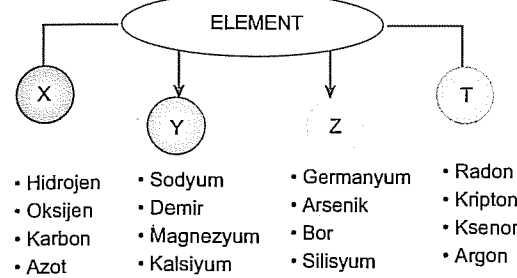 ELEMENT
X
Y
Z
T
• Hidrojen
• Oksijen
• Karbon
• Azot
• Sodyum
• Demir
• Magnezyum
• Kalsiyum
• Germanyum
• Arsenik
• Bor
• Silisyum
• Radon
• Kripton
• Ksenon
• Argon